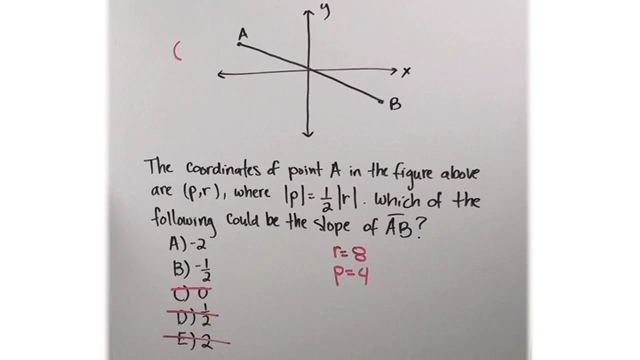 y
A
(
x
B
The coordinates of point A in the figure above
are (p,r), where |p|=½|r|. Which of the
following could be the slope of A̅B̅?
A) -2
B) -½
C) 0
D) ½
E) 2
r=8
p=4